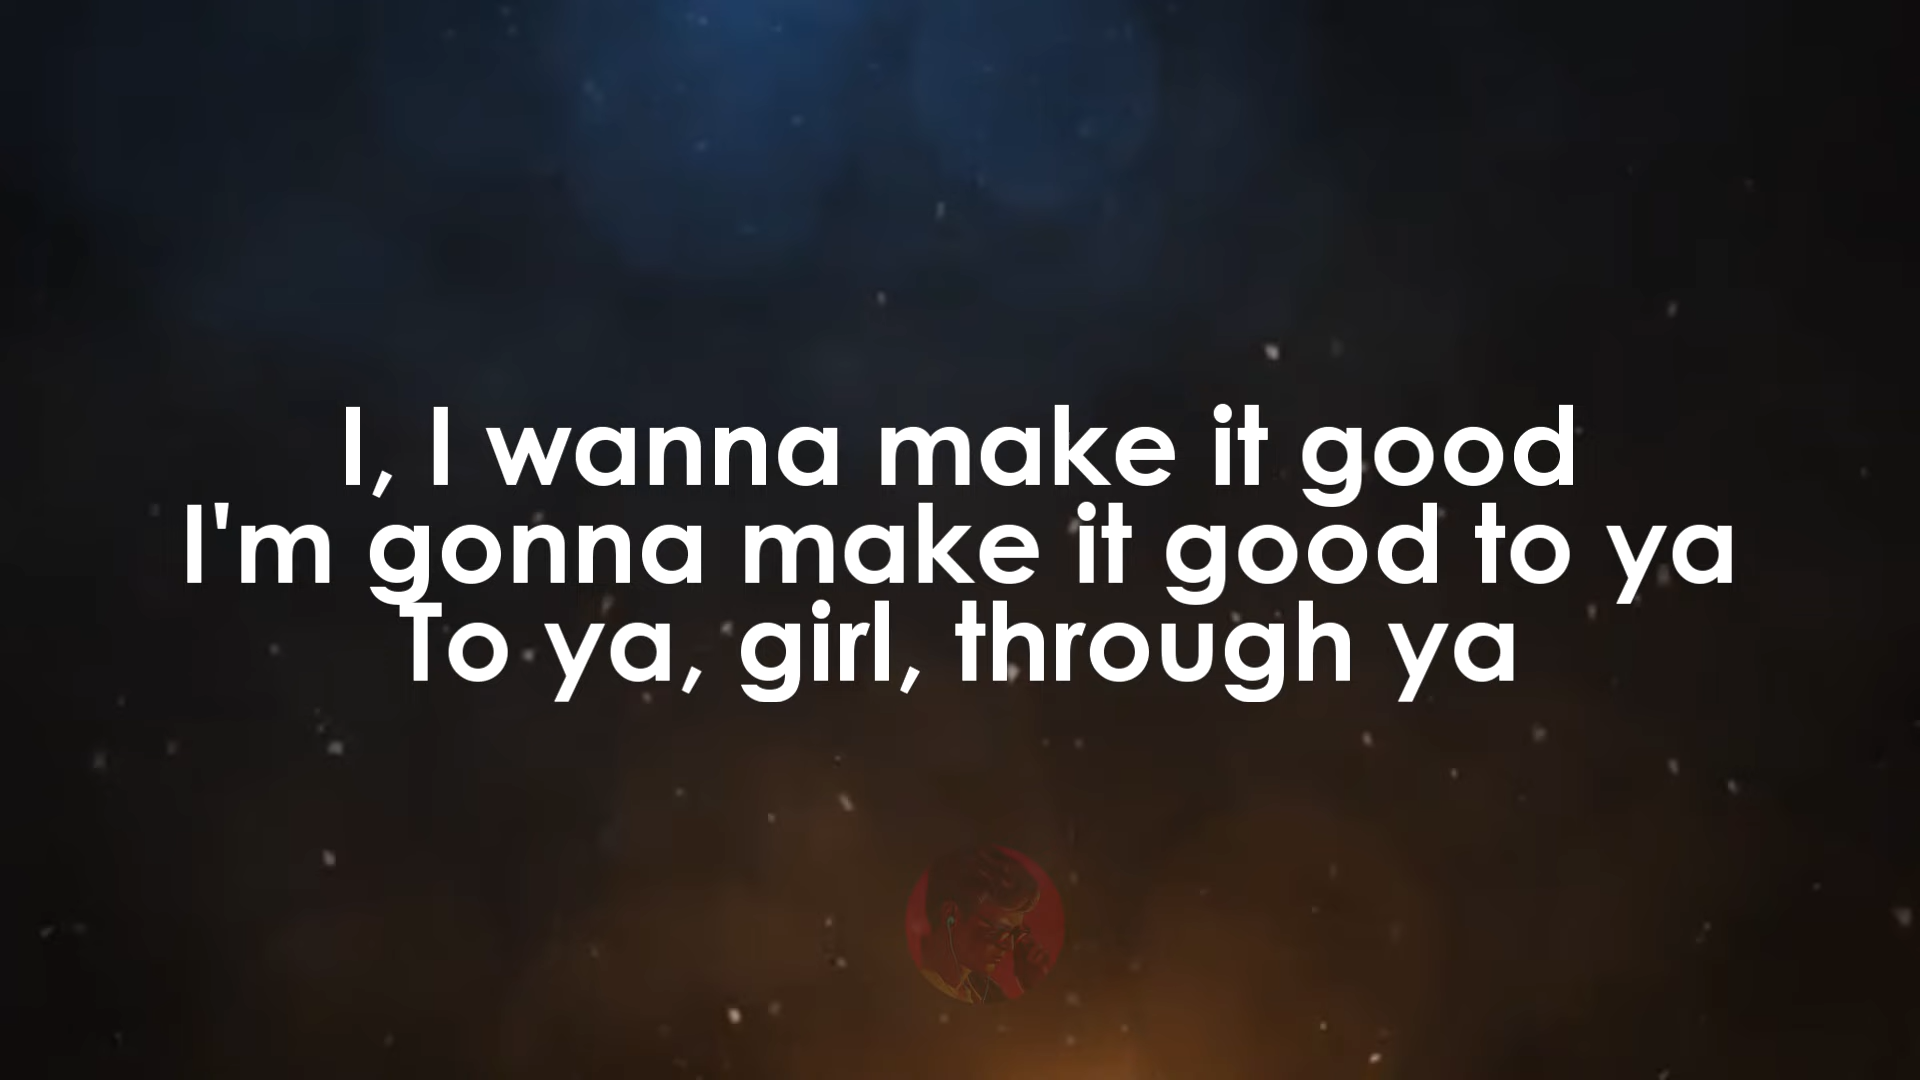 I, I wanna make it good
I'm gonna make it good to ya
To ya, girl, through ya